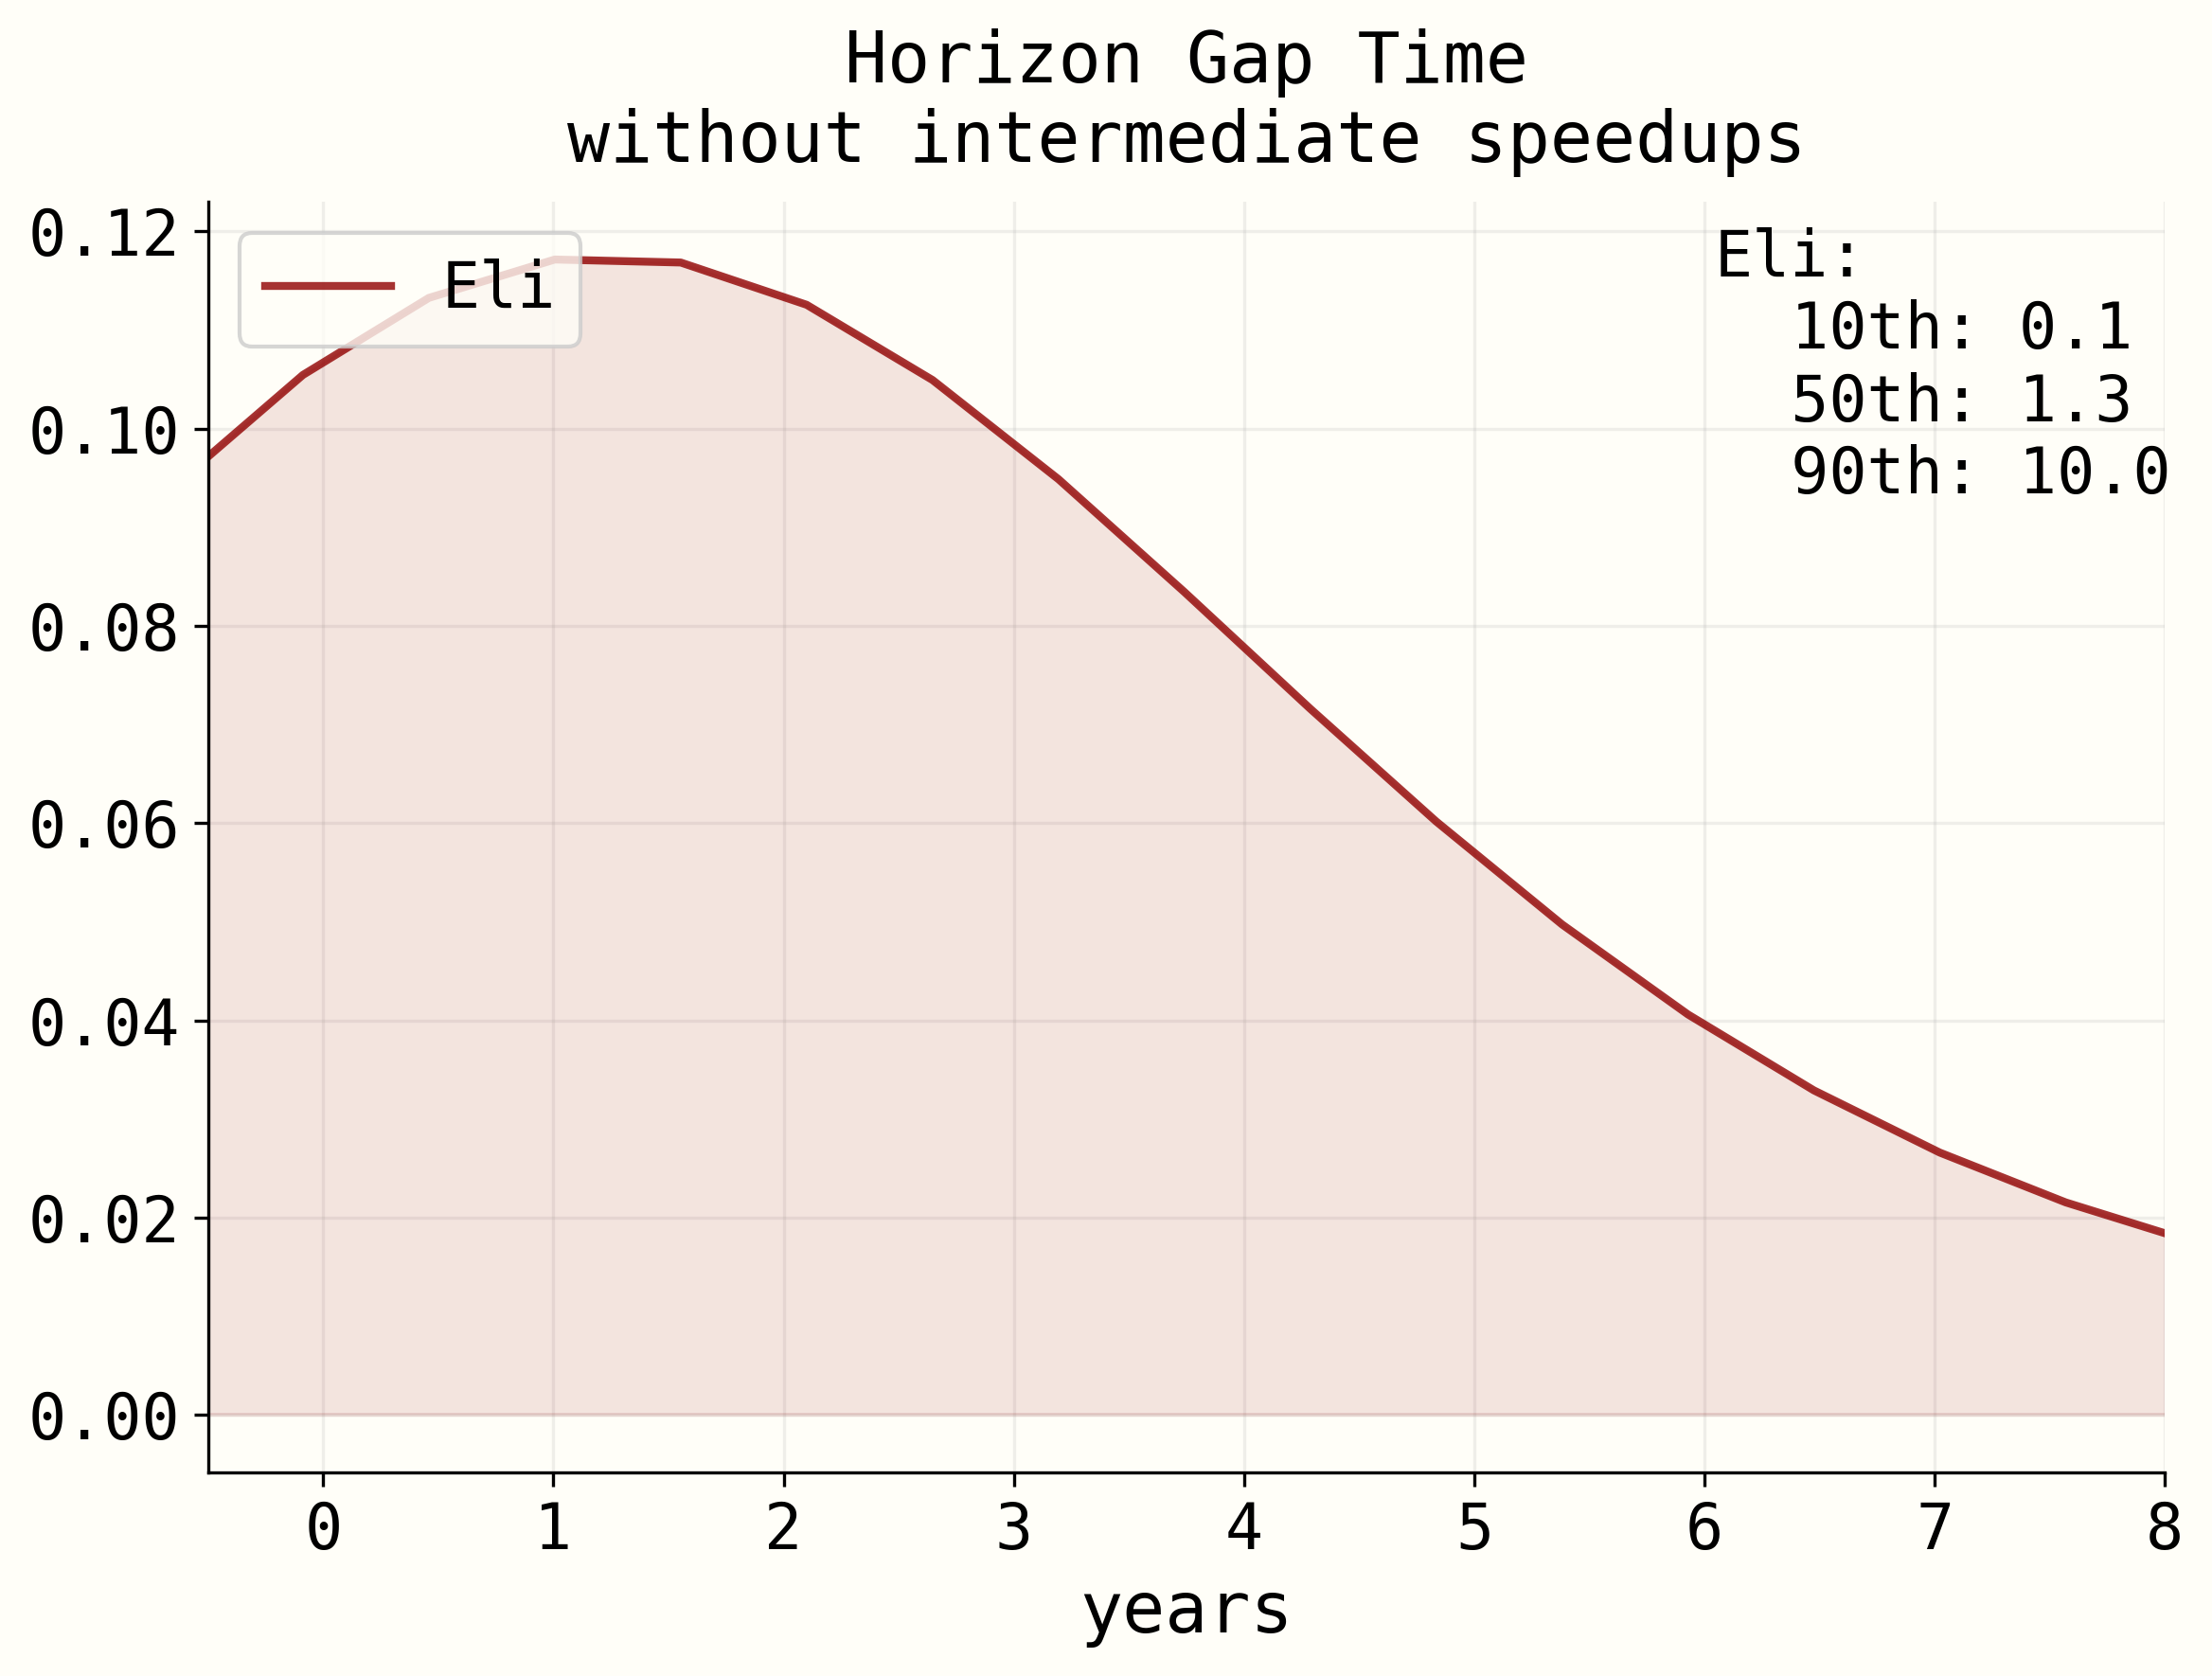 Horizon Gap Time
without intermediate speedups
0.12
0.10
0.08
0.06
0.04
0.02
0.00
Eli
Eli:
10th: 0.1
50th: 1.3
90th: 10.0
0 1 2 3 4 5 6 7 8
years